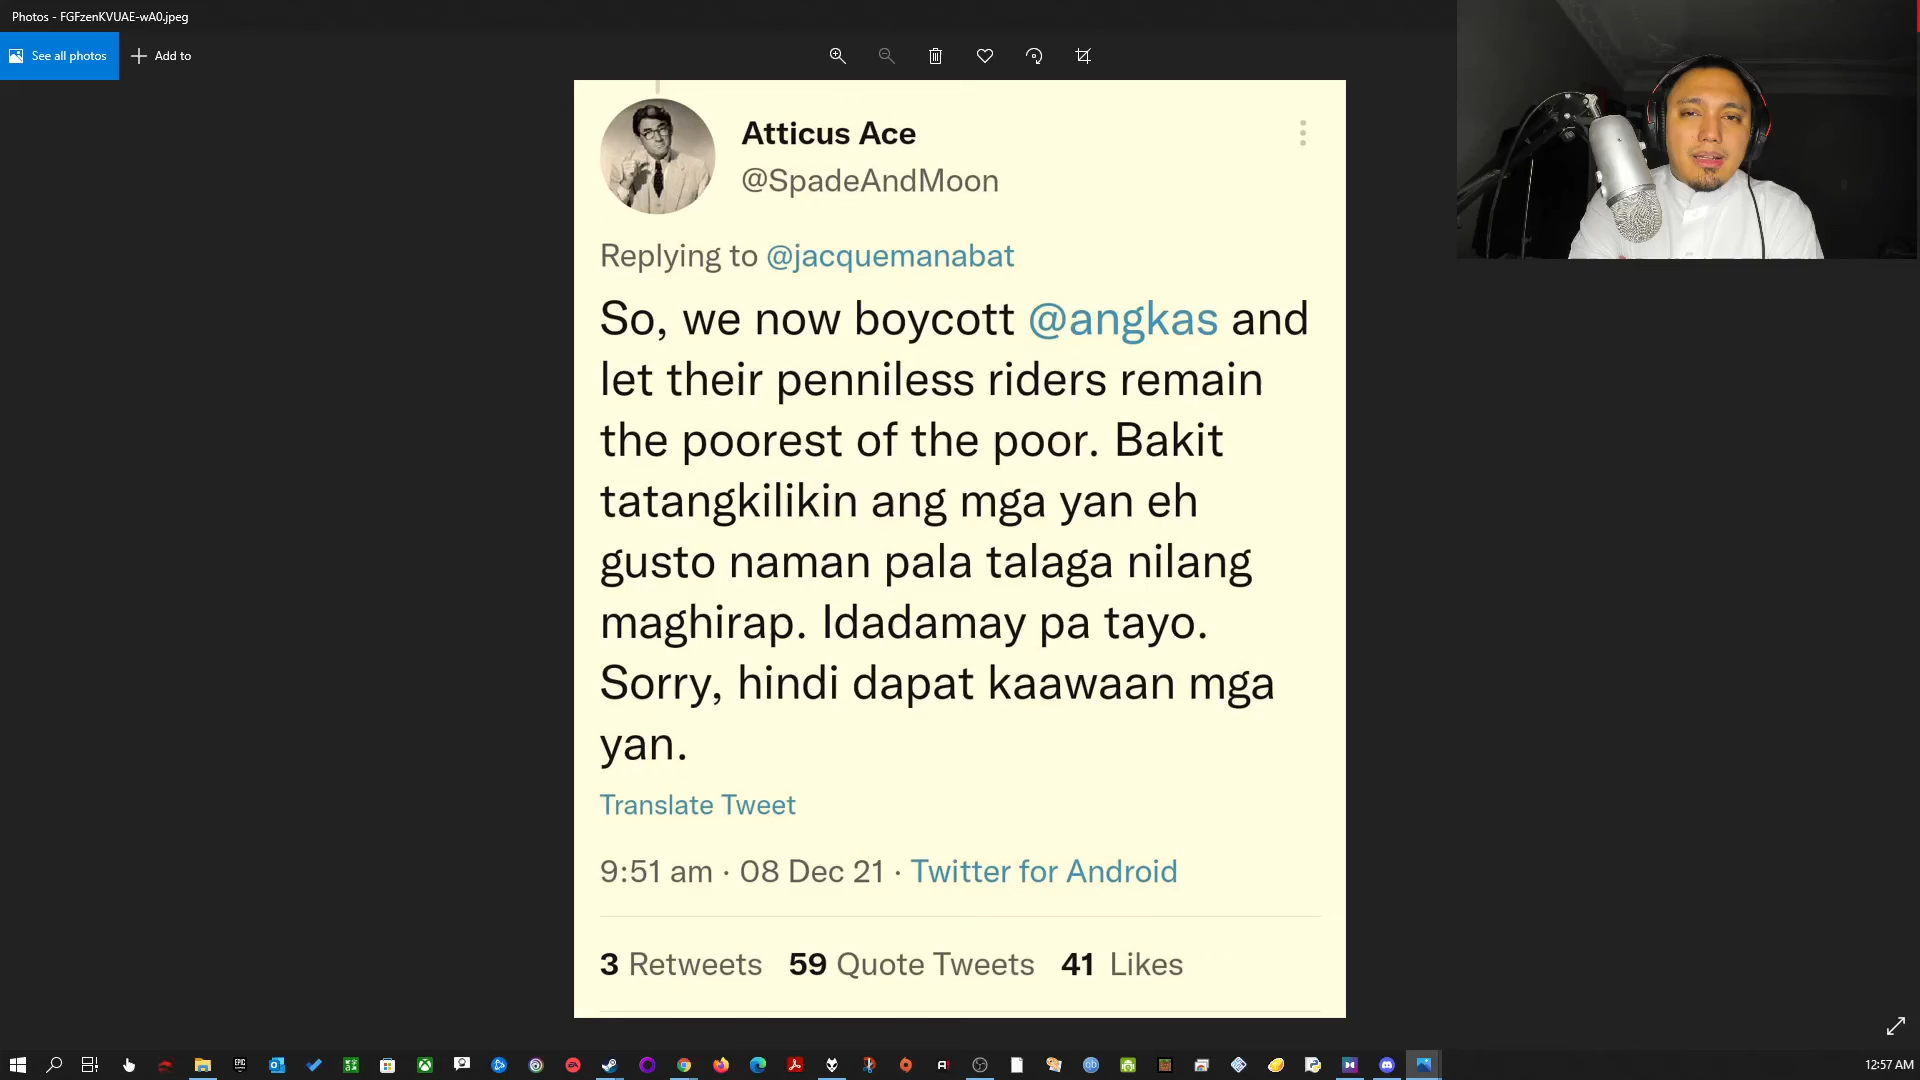 Photos - FGFzenKVUAE-wA0.jpeg
See all photos
Add to
Atticus Ace
@SpadeAndMoon
Replying to @jacquemanabat
So, we now boycott @angkas and
let their penniless riders remain
the poorest of the poor. Bakit
tatangkilikin ang mga yan eh
gusto naman pala talaga nilang
maghirap. Idadamay pa tayo.
Sorry, hindi dapat kaawaan mga
yan.
Translate Tweet
9:51 am · 08 Dec 21 · Twitter for Android
3 Retweets 59 Quote Tweets 41 Likes
12:57 AM